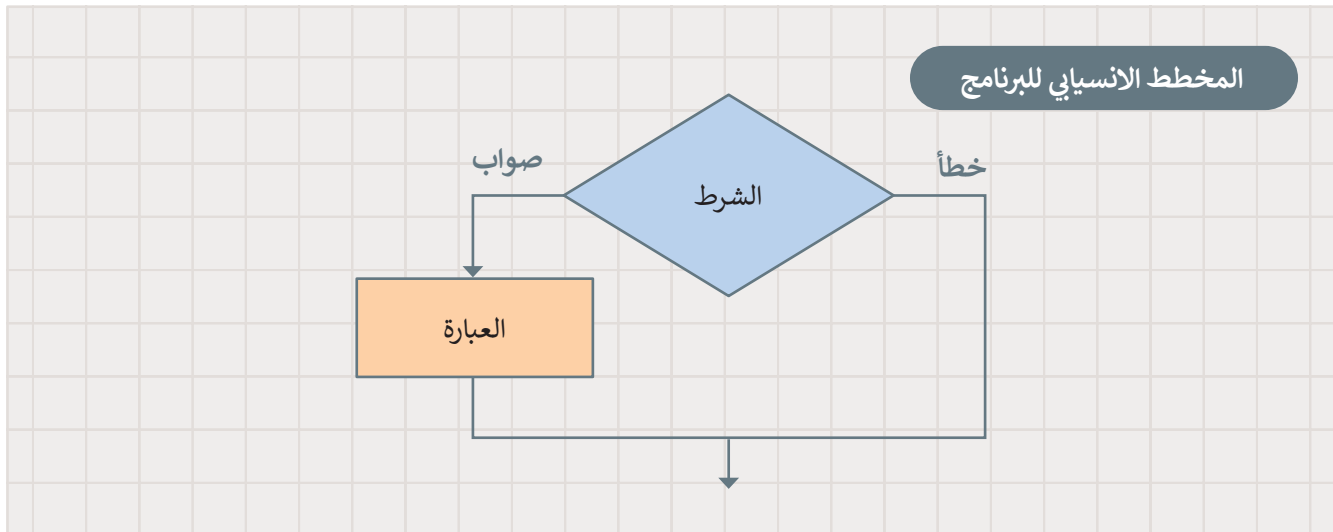 المخطط الانسيابي للبرنامج
خطأ
صواب
الشرط
العبارة